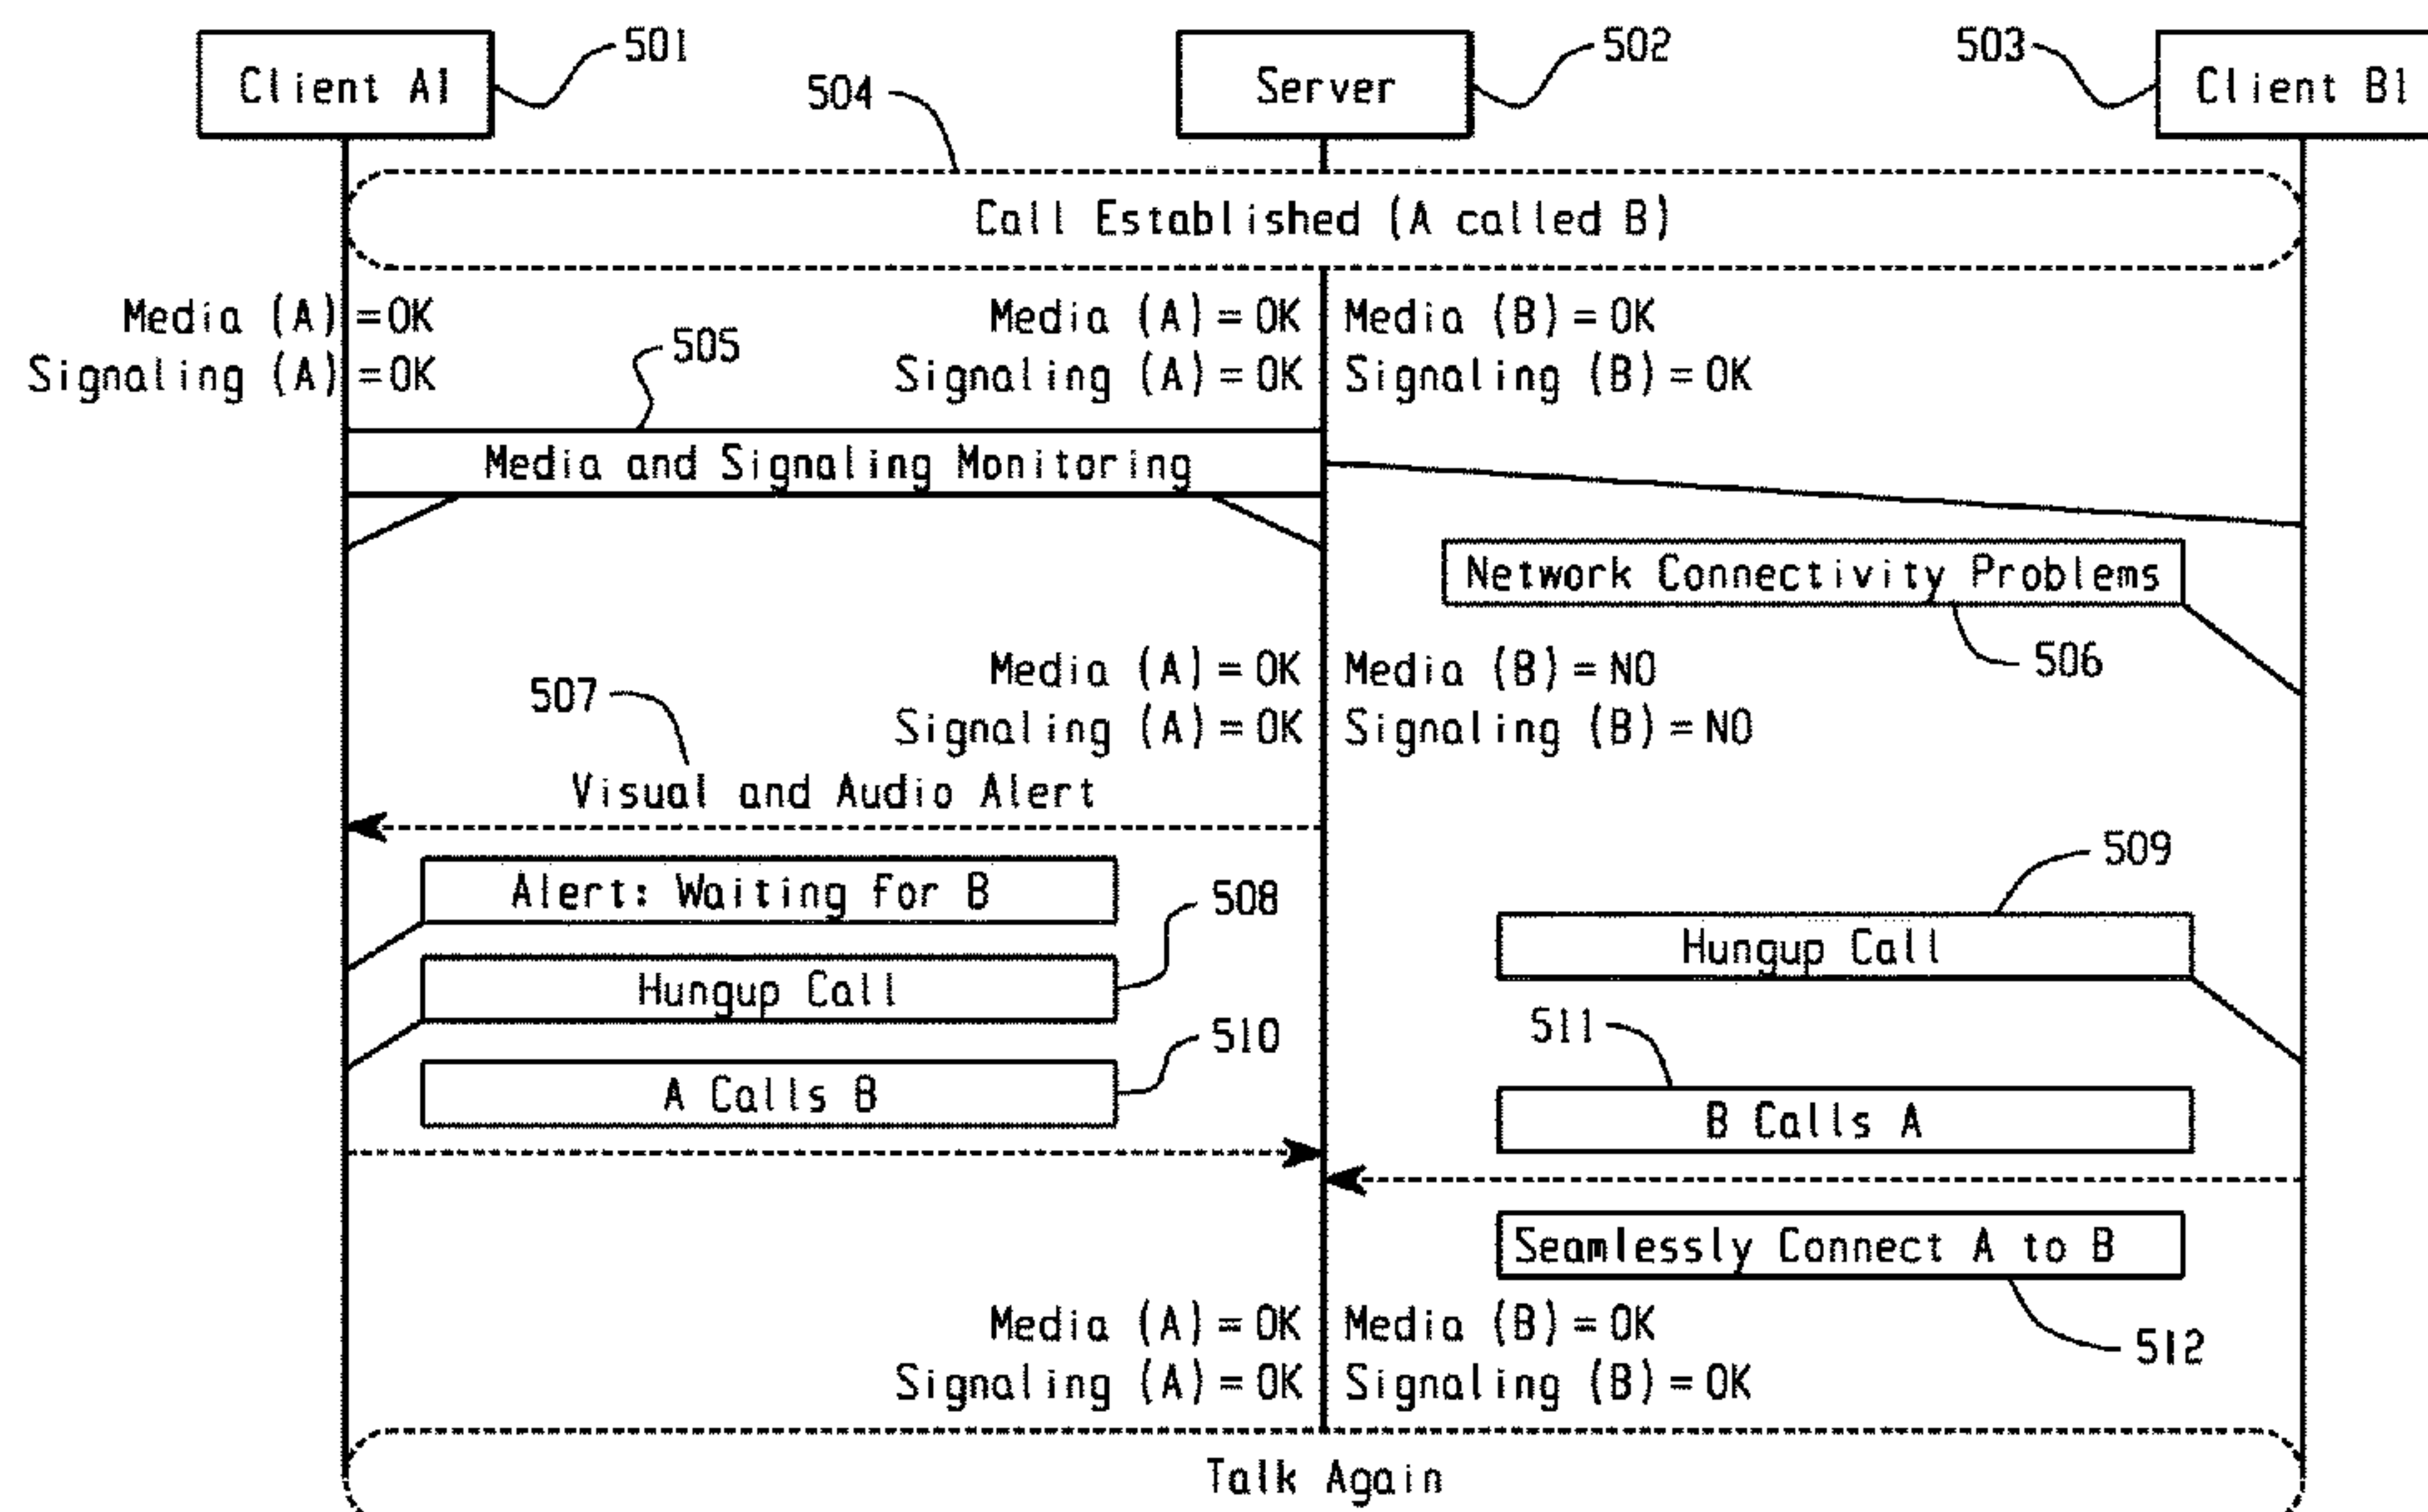 Client A1
501
Server
502
503
Client B1
504
Call Established (A called B)
Media (A)=OK
Media (A)=OK
Media (B)=OK
Signaling (A)=OK
Signaling (A)=OK
Signaling (B)=OK
505
Media and Signaling Monitoring
Network Connectivity Problems
506
Media (A)=OK
Media (B)=NO
Signaling (A)=OK
Signaling (B)=NO
507
Visual and Audio Alert
Alert: Waiting for B
508
509
Hungup Call
Hungup Call
510
511
A Calls B
B Calls A
Seamlessly Connect A to B
512
Media (A)=OK
Media (B)=OK
Signaling (A)=OK
Signaling (B)=OK
Talk Again